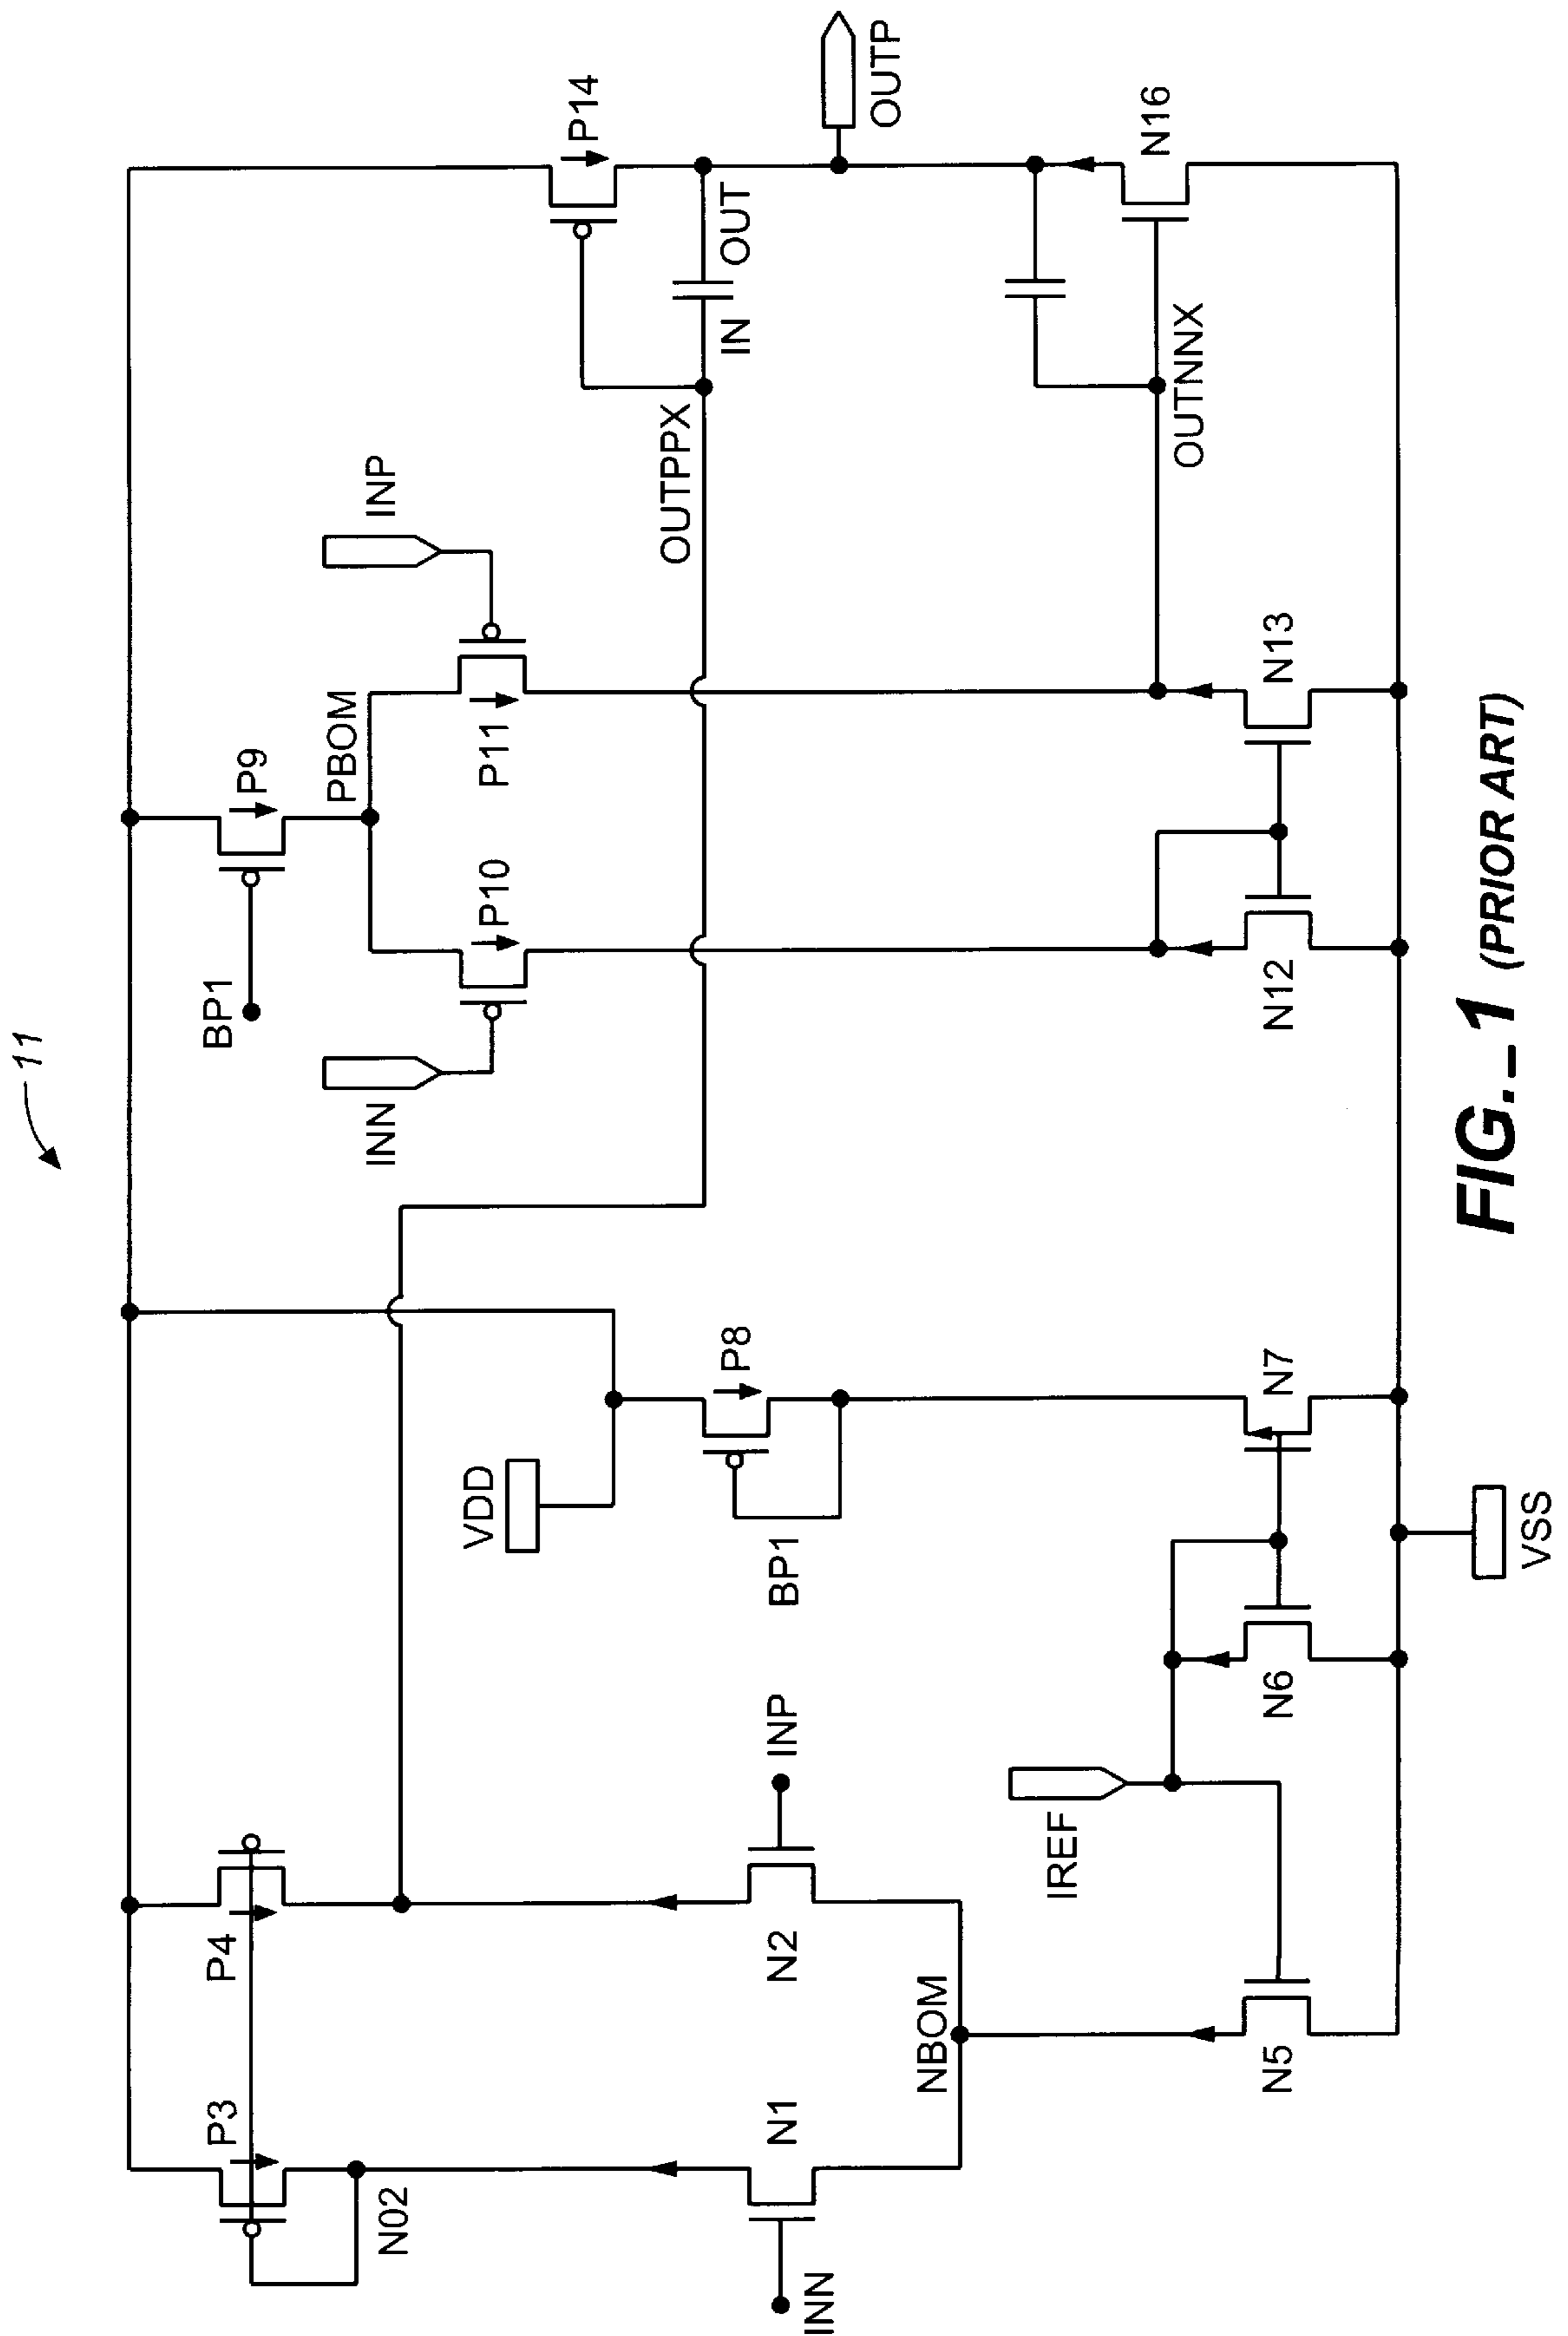 11
P3
P4
N02
INN
N1
N2
INP
NBOM
N5
IREF
N6
N7
VDD
BP1
P8
VSS
BP1
P9
PBOM
INN
P10
P11
INP
N12
N13
OUTPPX
IN
OUT
P14
OUTP
OUTNNX
N16
FIG._1 (PRIOR ART)